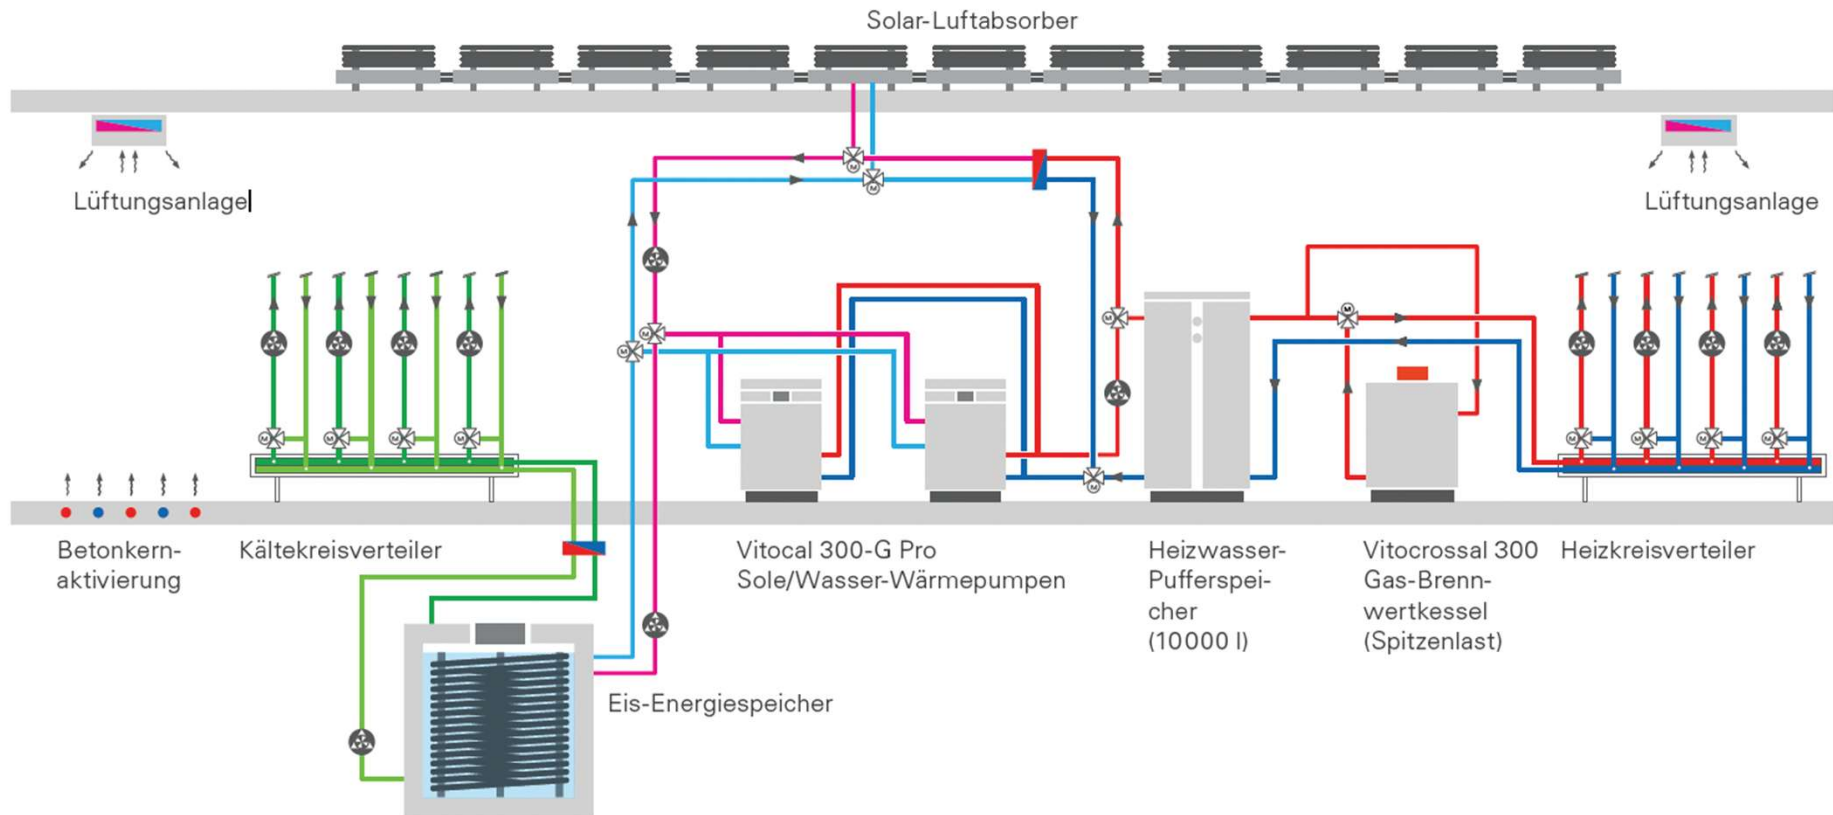 Solar-Luftabsorber
Lüftungsanlage
Lüftungsanlage
Betonkern-
aktivierung
Kältekreisverteiler
Vitocal 300-G Pro
Sole/Wasser-Wärmepumpen
Heizwasser-
Pufferspei-
cher
(10000 l)
Vitocrossal 300
Gas-Brenn-
wertkessel
(Spitzenlast)
Heizkreisverteiler
Eis-Energiespeicher